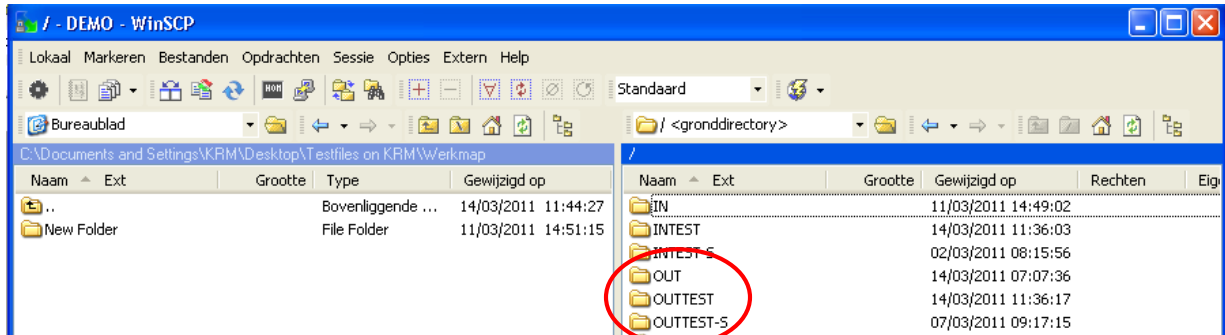 / - DEMO - WinSCP
Lokaal Markeren Bestanden Opdrachten Sessie Opties Extern Help
Standaard
Bureaublad
/ <gronddirectory>
C:\Documents and Settings\KRM\Desktop\Testfiles on KRM\Werkmap
/
Naam Ext Grootte Type Gewijzigd op
Naam Ext Grootte Gewijzigd op Rechten Eig
.. Bovenliggende ... 14/03/2011 11:44:27
New Folder File Folder 11/03/2011 14:51:15
IN 11/03/2011 14:49:02
INTEST 14/03/2011 11:36:03
INTEST-S 02/03/2011 08:15:56
OUT 14/03/2011 07:07:36
OUTTEST 14/03/2011 11:36:17
OUTTEST-S 07/03/2011 09:17:15